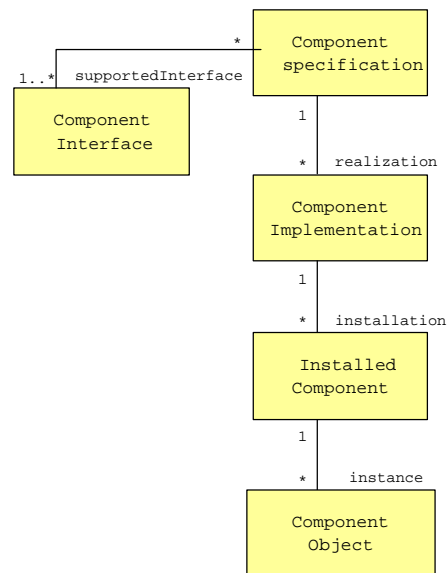 Component
specification
*
1..*
supportedInterface
Component
Interface
1
*
realization
Component
Implementation
1
*
installation
Installed
Component
1
*
instance
Component
Object